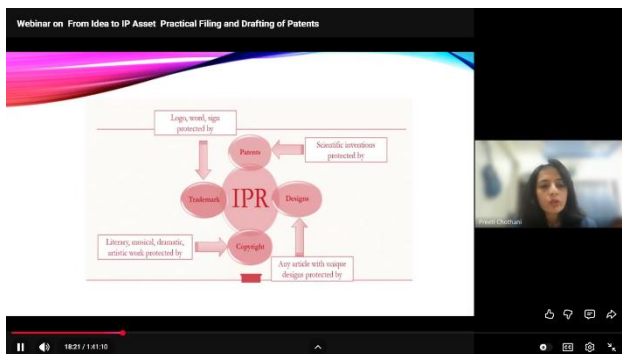 Webinar on From Idea to IP Asset Practical Filing and Drafting of Patents
Logo, word, sign
protected by
Patents
Scientific inventions
protected by
Trademark
IPR
Designs
Literary, musical, dramatic,
artistic work protected by
Copyright
Any article with unique
designs protected by
Preeti Chothani
18:21 / 1:41:10
CC